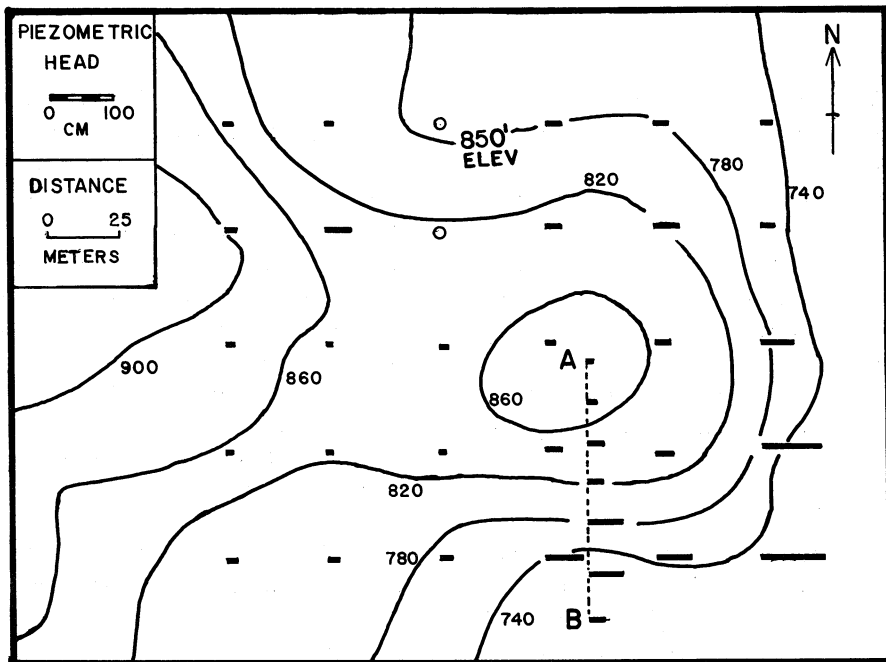 PIEZOMETRIC
HEAD
0 100
CM
DISTANCE
0 25
METERS
N
850'
ELEV
780
820
740
900
860
A
860
820
780
740
B